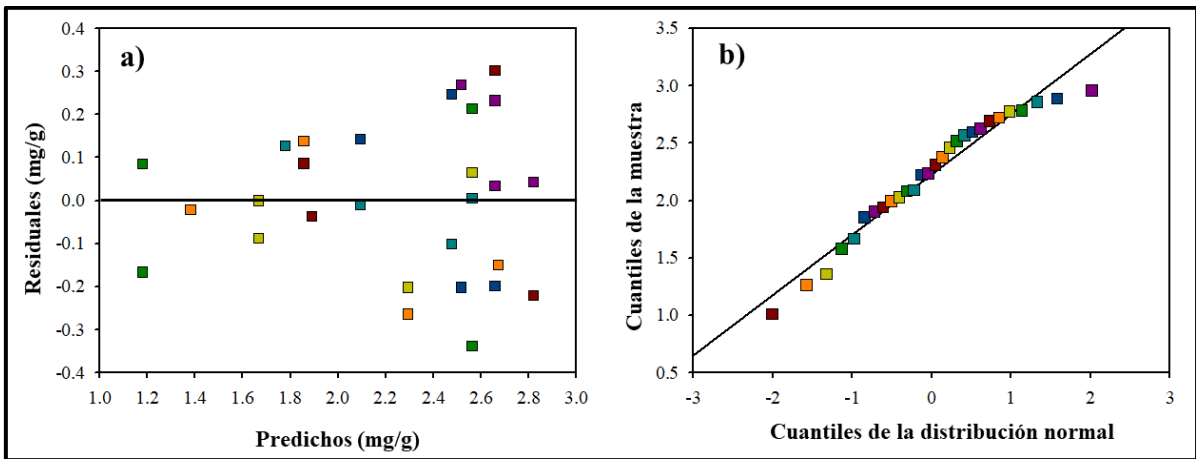 a)
Residuales (mg/g)
0.4
0.3
0.2
0.1
0.0
-0.1
-0.2
-0.3
-0.4
1.0 1.2 1.4 1.6 1.8 2.0 2.2 2.4 2.6 2.8 3.0
Predichos (mg/g)
b)
Cuantiles de la muestra
3.5
3.0
2.5
2.0
1.5
1.0
0.5
-3 -2 -1 0 1 2 3
Cuantiles de la distribución normal